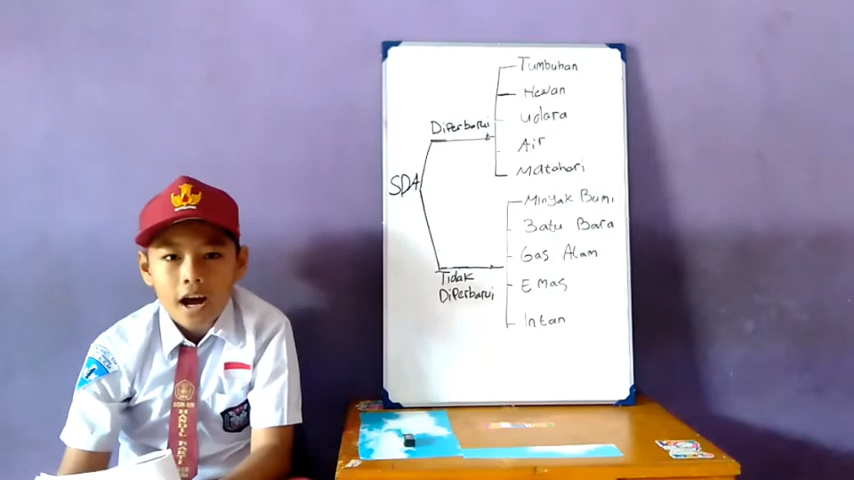 SDA
Diperbarui
Tumbuhan
Hewan
Udara
Air
Matahari
Tidak
Diperbarui
Minyak Bumi
Batu Bara
Gas Alam
Emas
Intan